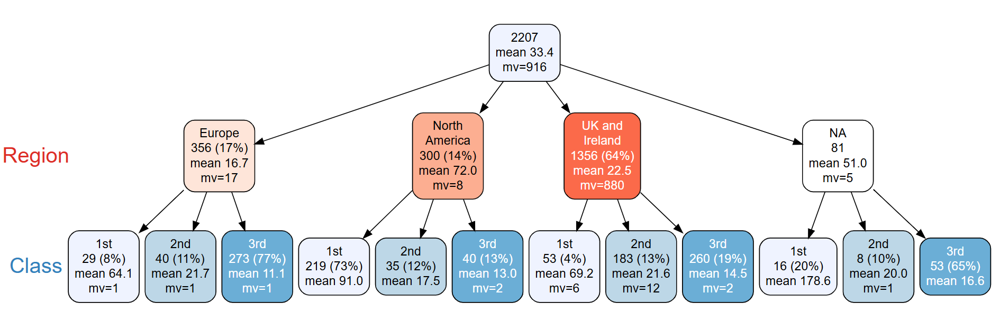 2207
mean 33.4
mv=916
Region
Europe
356 (17%)
mean 16.7
mv=17
North
America
300 (14%)
mean 72.0
mv=8
UK and
Ireland
1356 (64%)
mean 22.5
mv=880
NA
81
mean 51.0
mv=5
Class
1st
29 (8%)
mean 64.1
mv=1
2nd
40 (11%)
mean 21.7
mv=1
3rd
273 (77%)
mean 11.1
mv=1
1st
219 (73%)
mean 91.0
2nd
35 (12%)
mean 17.5
3rd
40 (13%)
mean 13.0
mv=2
1st
53 (4%)
mean 69.2
mv=6
2nd
183 (13%)
mean 21.6
mv=12
3rd
260 (19%)
mean 14.5
mv=2
1st
16 (20%)
mean 178.6
2nd
8 (10%)
mean 20.0
mv=1
3rd
53 (65%)
mean 16.6